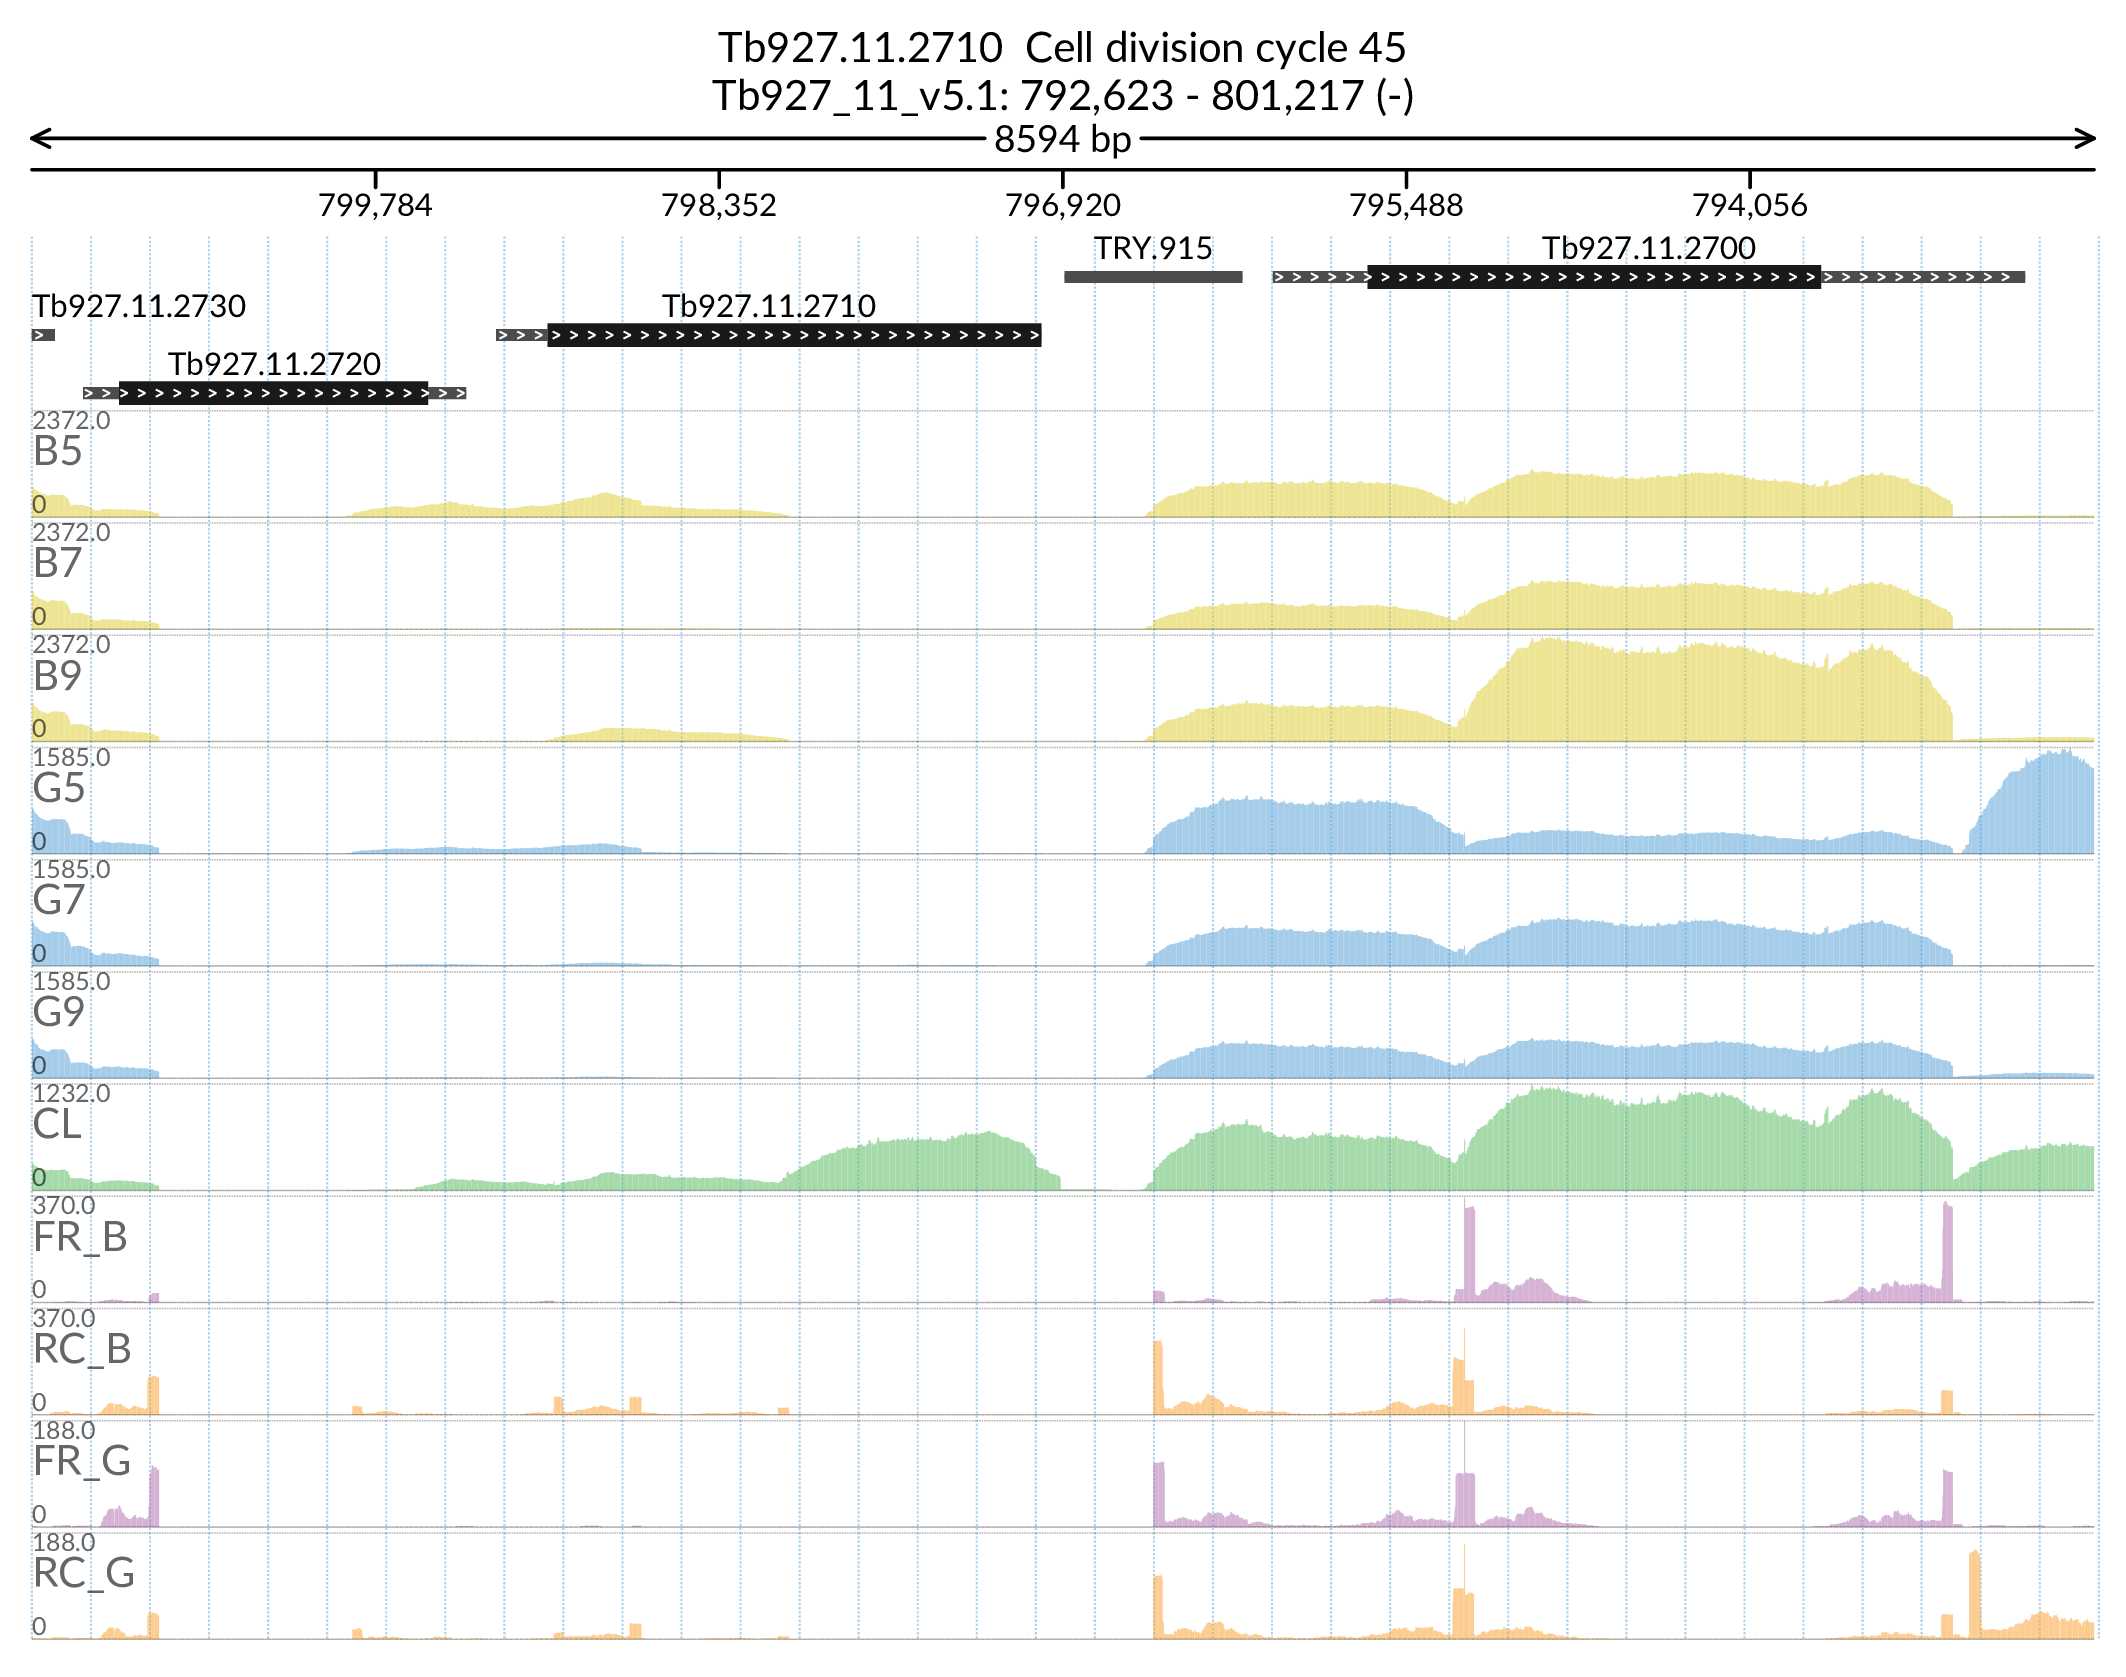 Tb927.11.2710  Cell division cycle 45
Tb927_11_v5.1: 792,623 - 801,217 (-)
8594 bp
799,784 798,352 796,920 795,488 794,056
TRY.915 Tb927.11.2700
Tb927.11.2730 Tb927.11.2710
Tb927.11.2720
2372.0
B5
0
2372.0
B7
0
2372.0
B9
0
1585.0
G5
0
1585.0
G7
0
1585.0
G9
0
1232.0
CL
0
370.0
FR_B
0
370.0
RC_B
0
188.0
FR_G
0
188.0
RC_G
0